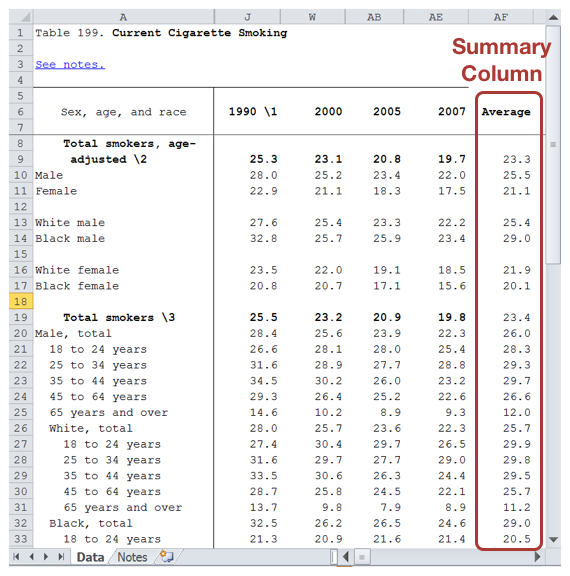 A J W AB AE AF
1 Table 199. Current Cigarette Smoking
2
3 See notes.
4
Summary
Column
5
6 Sex, age, and race 1990 \1 2000 2005 2007 Average
7
8 Total smokers, age-
9 adjusted \2 25.3 23.1 20.8 19.7 23.3
10 Male 28.0 25.2 23.4 22.0 25.5
11 Female 22.9 21.1 18.3 17.5 21.1
12
13 White male 27.6 25.4 23.3 22.2 25.4
14 Black male 32.8 25.7 25.9 23.4 29.0
15
16 White female 23.5 22.0 19.1 18.5 21.9
17 Black female 20.8 20.7 17.1 15.6 20.1
18
19 Total smokers \3 25.5 23.2 20.9 19.8 23.4
20 Male, total 28.4 25.6 23.9 22.3 26.0
21 18 to 24 years 26.6 28.1 28.0 25.4 28.3
22 25 to 34 years 31.6 28.9 27.7 28.8 29.3
23 35 to 44 years 34.5 30.2 26.0 23.2 29.7
24 45 to 64 years 29.3 26.4 25.2 22.6 26.6
25 65 years and over 14.6 10.2 8.9 9.3 12.0
26 White, total 28.0 25.7 23.6 22.3 25.7
27 18 to 24 years 27.4 30.4 29.7 26.5 29.9
28 25 to 34 years 31.6 29.7 27.7 29.0 29.8
29 35 to 44 years 33.5 30.6 26.3 24.4 29.5
30 45 to 64 years 28.7 25.8 24.5 22.1 25.7
31 65 years and over 13.7 9.8 7.9 8.9 11.2
32 Black, total 32.5 26.2 26.5 24.6 29.0
33 18 to 24 years 21.3 20.9 21.6 21.4 20.5
Data Notes